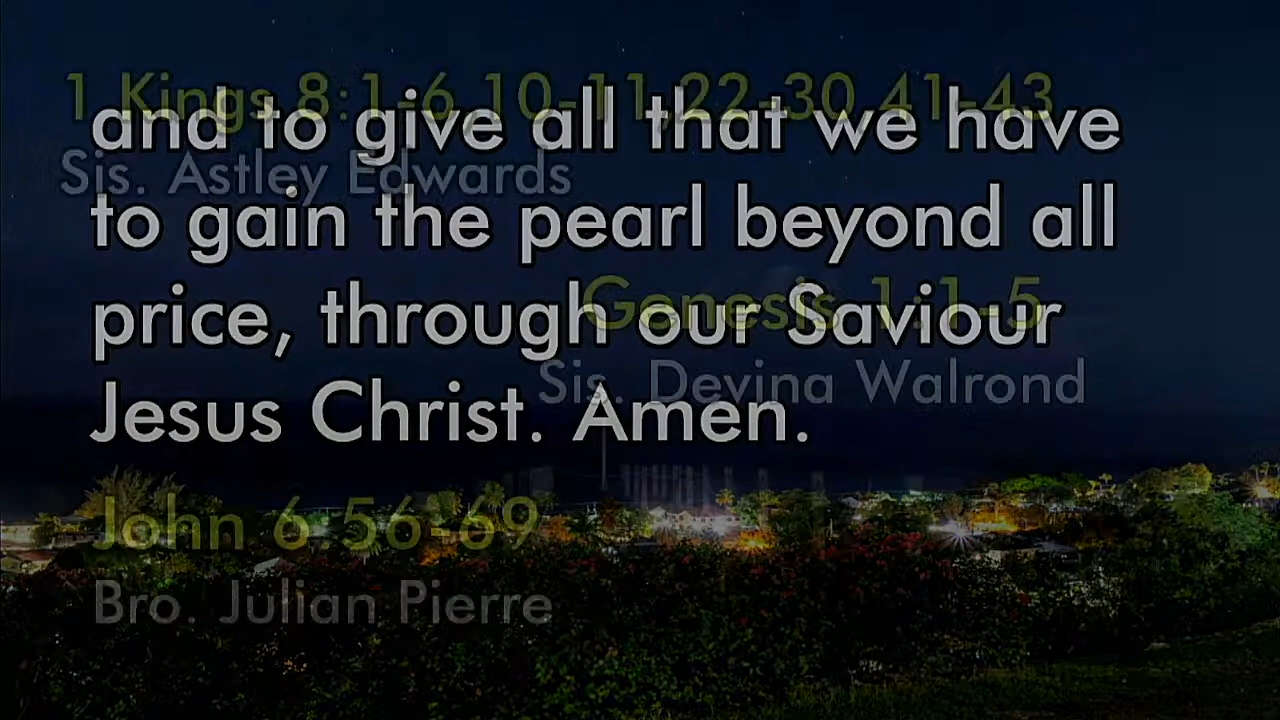 1 Kings 8:1-6,10-11,22-30,41-43
Sis. Astley Edwards
and to give all that we have
to gain the pearl beyond all
price, through our Saviour
Jesus Christ. Amen.
Genesis 1:1-5
Sis. Devina Walrond
John 6.56-69
Bro. Julian Pierre